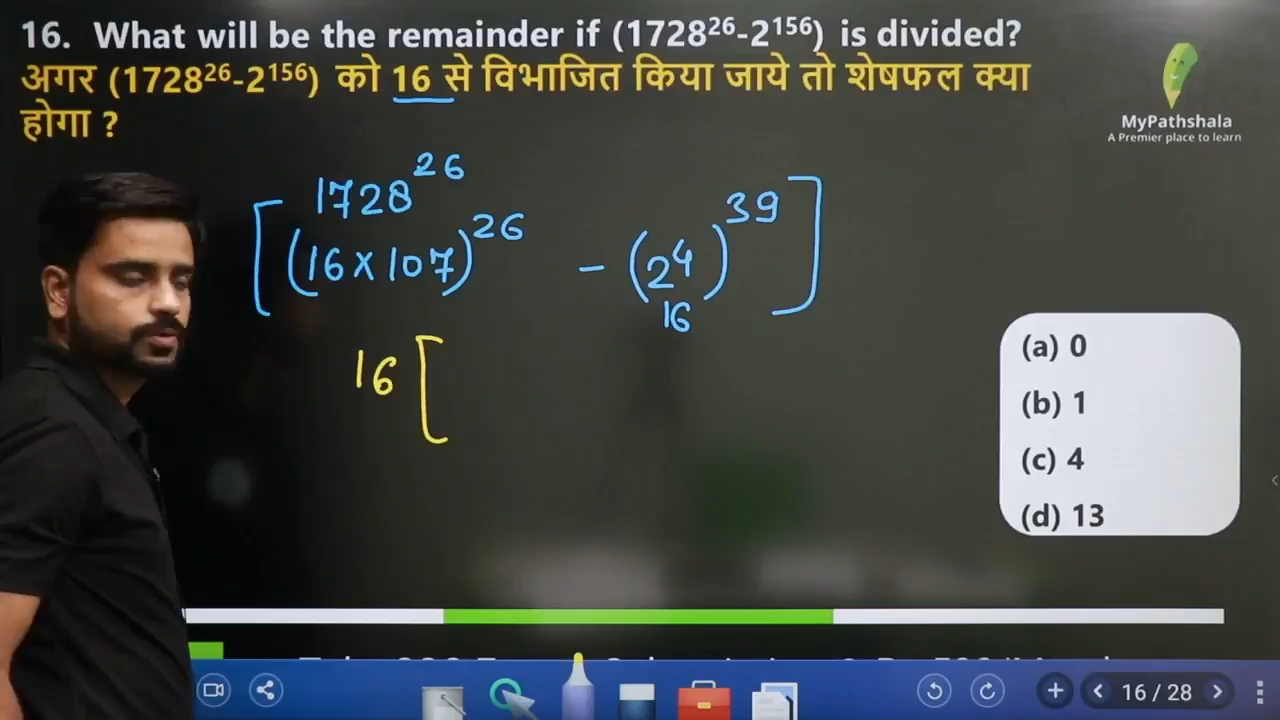 16. What will be the remainder if (1728²⁶-2¹⁵⁶) is divided?
अगर (1728²⁶-2¹⁵⁶) को 16 से विभाजित किया जाये तो शेषफल क्या
होगा ?
MyPathshala
A Premier place to learn
1728²⁶
[(16×107)²⁶ - (2⁴)³⁹]
16
16 [
(a) 0
(b) 1
(c) 4
(d) 13
16 / 28